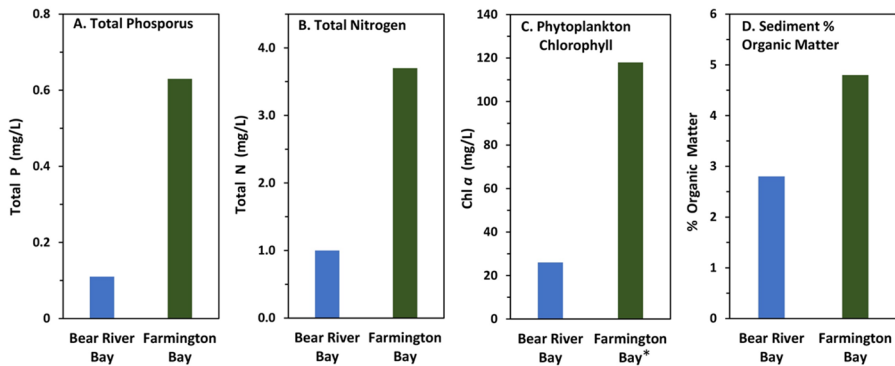 A. Total Phosporus
Total P (mg/L)
0.8
0.6
0.4
0.2
0
Bear River
Bay
Farmington
Bay
B. Total Nitrogen
Total N (mg/L)
4.0
3.0
2.0
1.0
0.0
Bear River
Bay
Farmington
Bay
C. Phytoplankton
Chlorophyll
Chl a (mg/L)
140
120
100
80
60
40
20
0
Bear River
Bay
Farmington
Bay*
D. Sediment %
Organic Matter
% Organic Matter
6
5
4
3
2
1
0
Bear River
Bay
Farmington
Bay